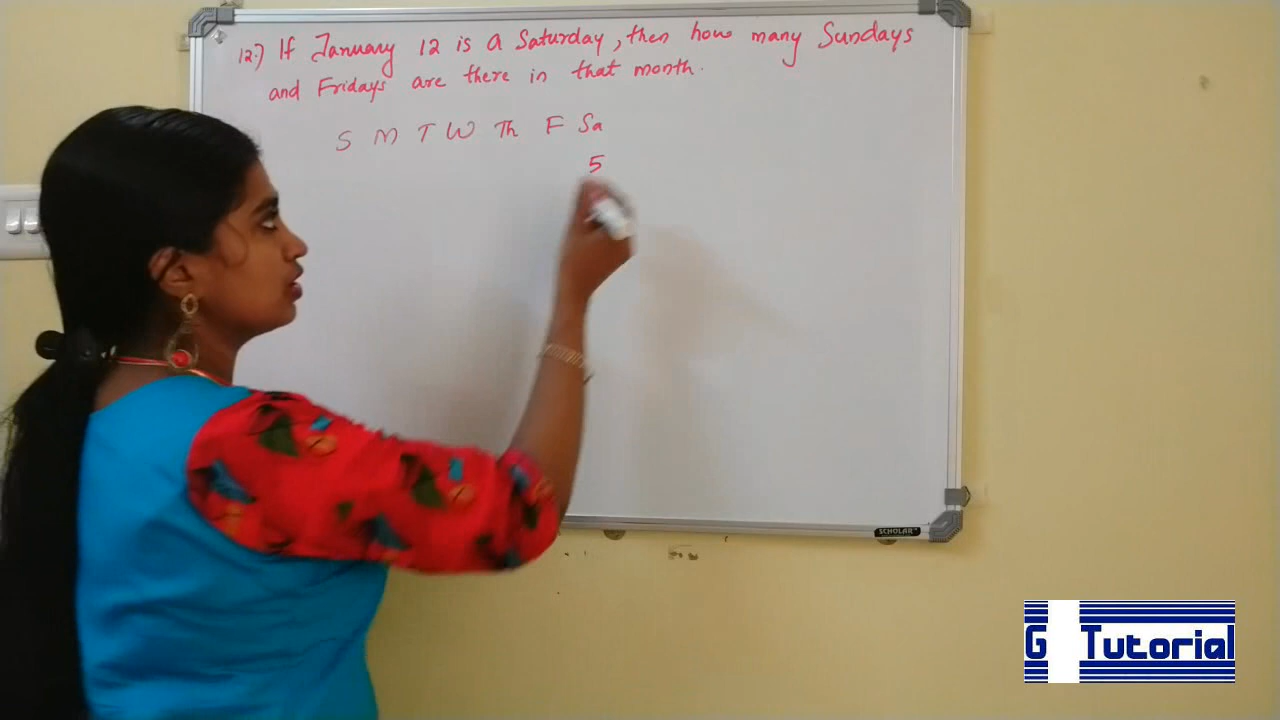 12.) If January 12 is a Saturday, then how many Sundays
and Fridays are there in that month.
S M T W Th F Sa
5
SCHOLAR
G Tutorial